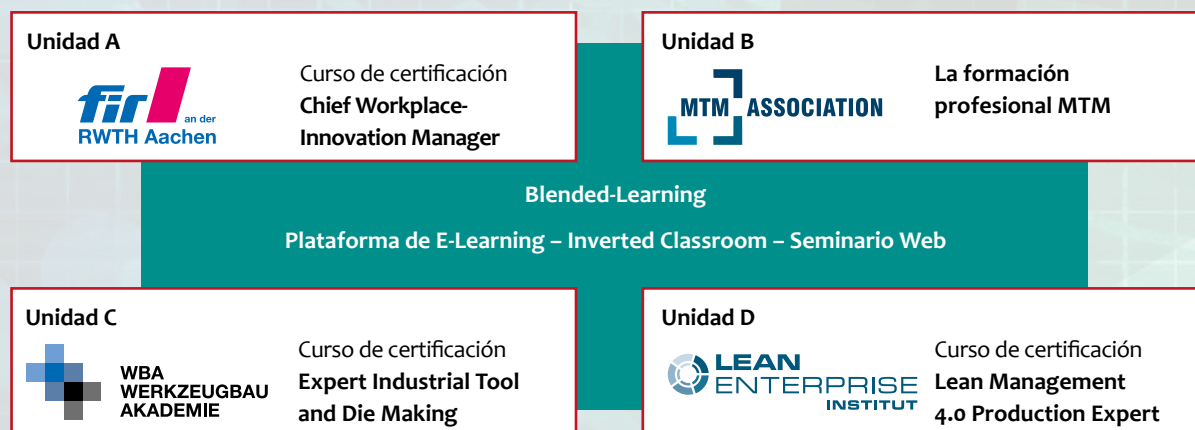 Unidad A
fir an der
RWTH Aachen
Curso de certificación
Chief Workplace-
Innovation Manager
Unidad B
MTM ASSOCIATION
La formación
profesional MTM
Blended-Learning
Plataforma de E-Learning – Inverted Classroom – Seminario Web
Unidad C
WBA
WERKZEUGBAU
AKADEMIE
Curso de certificación
Expert Industrial Tool
and Die Making
Unidad D
LEAN
ENTERPRISE
INSTITUT
Curso de certificación
Lean Management
4.0 Production Expert